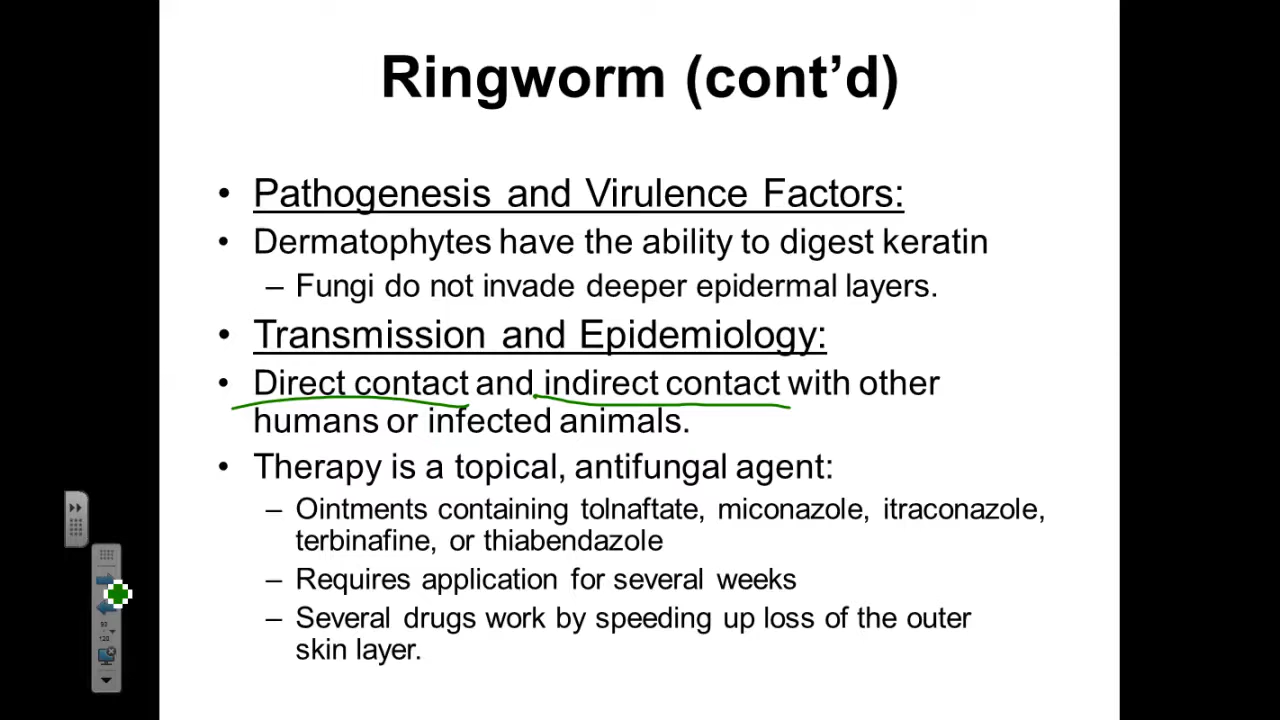 Ringworm (cont’d)
• Pathogenesis and Virulence Factors:
• Dermatophytes have the ability to digest keratin
– Fungi do not invade deeper epidermal layers.
• Transmission and Epidemiology:
• Direct contact and indirect contact with other
humans or infected animals.
• Therapy is a topical, antifungal agent:
– Ointments containing tolnaftate, miconazole, itraconazole,
terbinafine, or thiabendazole
– Requires application for several weeks
– Several drugs work by speeding up loss of the outer
skin layer.